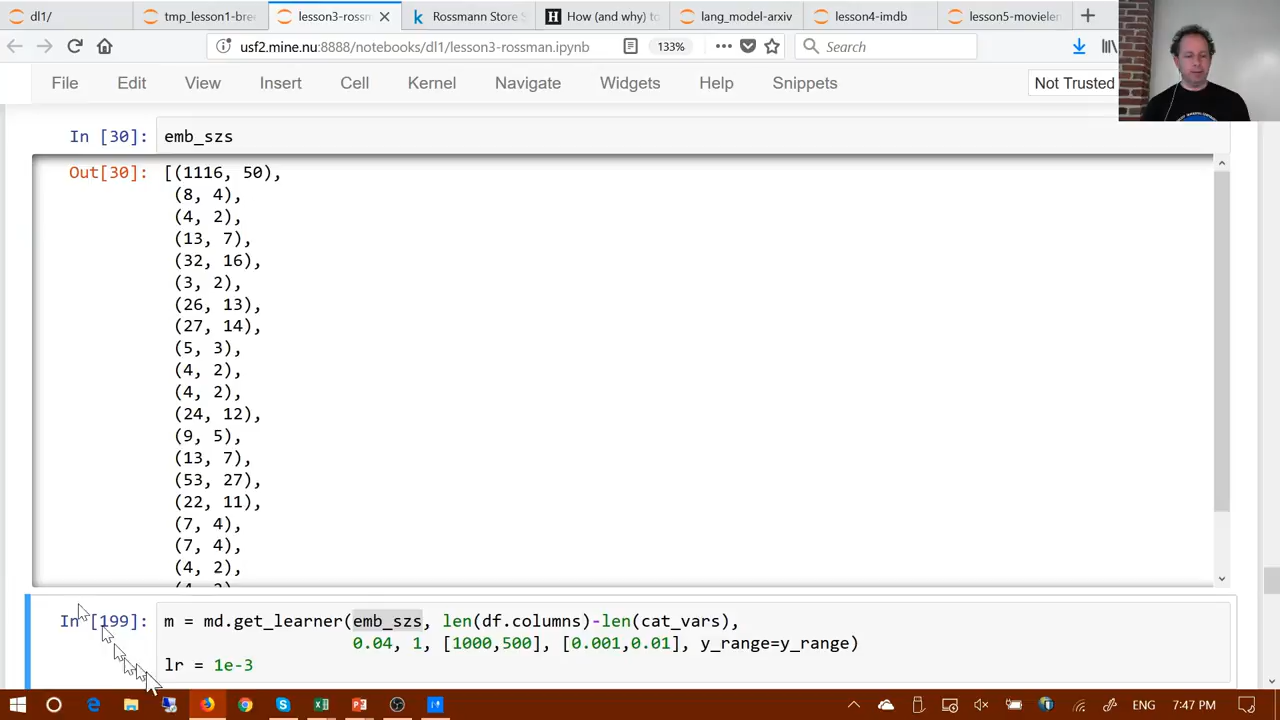 dl1/
tmp_lesson1-bre
lesson3-rossm
Rossmann Store S
How (and why) to
lang_model-arxiv
lesson4-imdb
lesson5-movielen
usf2.mine.nu:8888/notebooks/dl1/lesson3-rossman.ipynb
133%
Search
File Edit View Insert Cell Kernel Navigate Widgets Help Snippets
Not Trusted
In [30]: emb_szs
Out[30]: [(1116, 50),
(8, 4),
(4, 2),
(13, 7),
(32, 16),
(3, 2),
(26, 13),
(27, 14),
(5, 3),
(4, 2),
(4, 2),
(24, 12),
(9, 5),
(13, 7),
(53, 27),
(22, 11),
(7, 4),
(7, 4),
(4, 2),
In [199]: m = md.get_learner(emb_szs, len(df.columns)-len(cat_vars),
0.04, 1, [1000,500], [0.001,0.01], y_range=y_range)
lr = 1e-3
ENG 7:47 PM